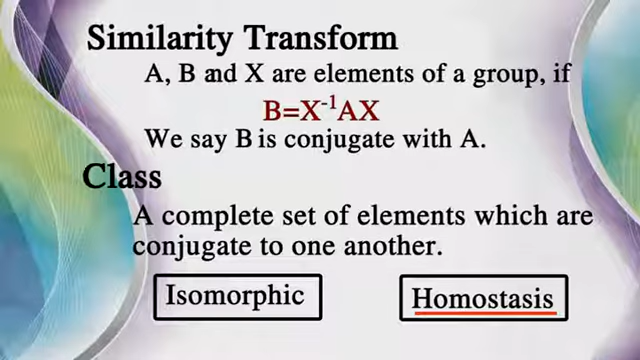 Similarity Transform
A, B and X are elements of a group, if
B=X⁻¹AX
We say B is conjugate with A.
Class
A complete set of elements which are
conjugate to one another.
Isomorphic
Homostasis